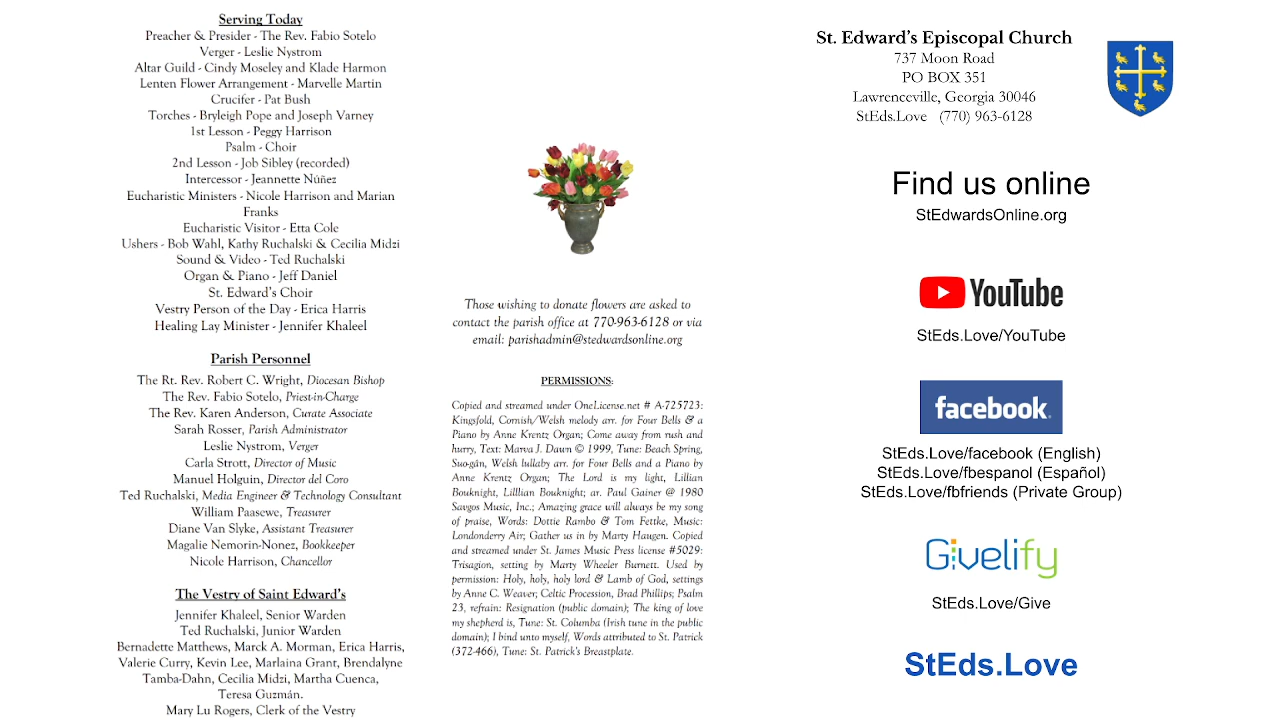 Serving Today
Preacher & Presider - The Rev. Fabio Sotelo
Verger - Leslie Nystrom
Altar Guild - Cindy Moseley and Klade Harmon
Lenten Flower Arrangement - Marvelle Martin
Crucifer - Pat Bush
Torches - Bryleigh Pope and Joseph Varney
1st Lesson - Peggy Harrison
Psalm - Choir
2nd Lesson - Job Sibley (recorded)
Intercessor - Jeannette Núñez
Eucharistic Ministers - Nicole Harrison and Marian
Franks
Eucharistic Visitor - Etta Cole
Ushers - Bob Wahl, Kathy Ruchalski & Cecilia Midzi
Sound & Video - Ted Ruchalski
Organ & Piano - Jeff Daniel
St. Edward's Choir
Vestry Person of the Day - Erica Harris
Healing Lay Minister - Jennifer Khaleel
Parish Personnel
The Rt. Rev. Robert C. Wright, Diocesan Bishop
The Rev. Fabio Sotelo, Priest-in-Charge
The Rev. Karen Anderson, Curate Associate
Sarah Rosser, Parish Administrator
Leslie Nystrom, Verger
Carla Strott, Director of Music
Manuel Holguin, Director del Coro
Ted Ruchalski, Media Engineer & Technology Consultant
William Paasewe, Treasurer
Diane Van Slyke, Assistant Treasurer
Magalie Nemorin-Nonez, Bookkeeper
Nicole Harrison, Chancellor
The Vestry of Saint Edward's
Jennifer Khaleel, Senior Warden
Ted Ruchalski, Junior Warden
Bernadette Matthews, Marck A. Morman, Erica Harris,
Valerie Curry, Kevin Lee, Marlaina Grant, Brendalyne
Tamba-Dahn, Cecilia Midzi, Martha Cuenca,
Teresa Guzmán.
Mary Lu Rogers, Clerk of the Vestry
Those wishing to donate flowers are asked to
contact the parish office at 770-963-6128 or via
email: parishadmin@stedwardsonline.org
PERMISSIONS:
Copied and streamed under OneLicense.net # A-725723:
Kingsfold, Cornish/Welsh melody arr. for Four Bells & a
Piano by Anne Krentz Organ; Come away from rush and
hurry, Text: Marva J. Dawn © 1999, Tune: Beach Spring,
Suo-gân, Welsh lullaby arr. for Four Bells and a Piano by
Anne Krentz Organ; The Lord is my light, Lillian
Bouknight, Lilllian Bouknight; ar. Paul Gainer @ 1980
Savgos Music, Inc.; Amazing grace will always be my song
of praise, Words: Dottie Rambo & Tom Fettke, Music:
Londonderry Air; Gather us in by Marty Haugen. Copied
and streamed under St. James Music Press license #5029:
Trisagion, setting by Marty Wheeler Burnett. Used by
permission: Holy, holy, holy lord & Lamb of God, settings
by Anne C. Weaver; Celtic Procession, Brad Phillips; Psalm
23, refrain: Resignation (public domain); The king of love
my shepherd is, Tune: St. Columba (Irish tune in the public
domain); I bind unto myself, Words attributed to St. Patrick
(372-466), Tune: St. Patrick's Breastplate.
St. Edward's Episcopal Church
737 Moon Road
PO BOX 351
Lawrenceville, Georgia 30046
StEds.Love (770) 963-6128
Find us online
StEdwardsOnline.org
YouTube
StEds.Love/YouTube
facebook
StEds.Love/facebook (English)
StEds.Love/fbespanol (Español)
StEds.Love/fbfriends (Private Group)
Givelify
StEds.Love/Give
StEds.Love